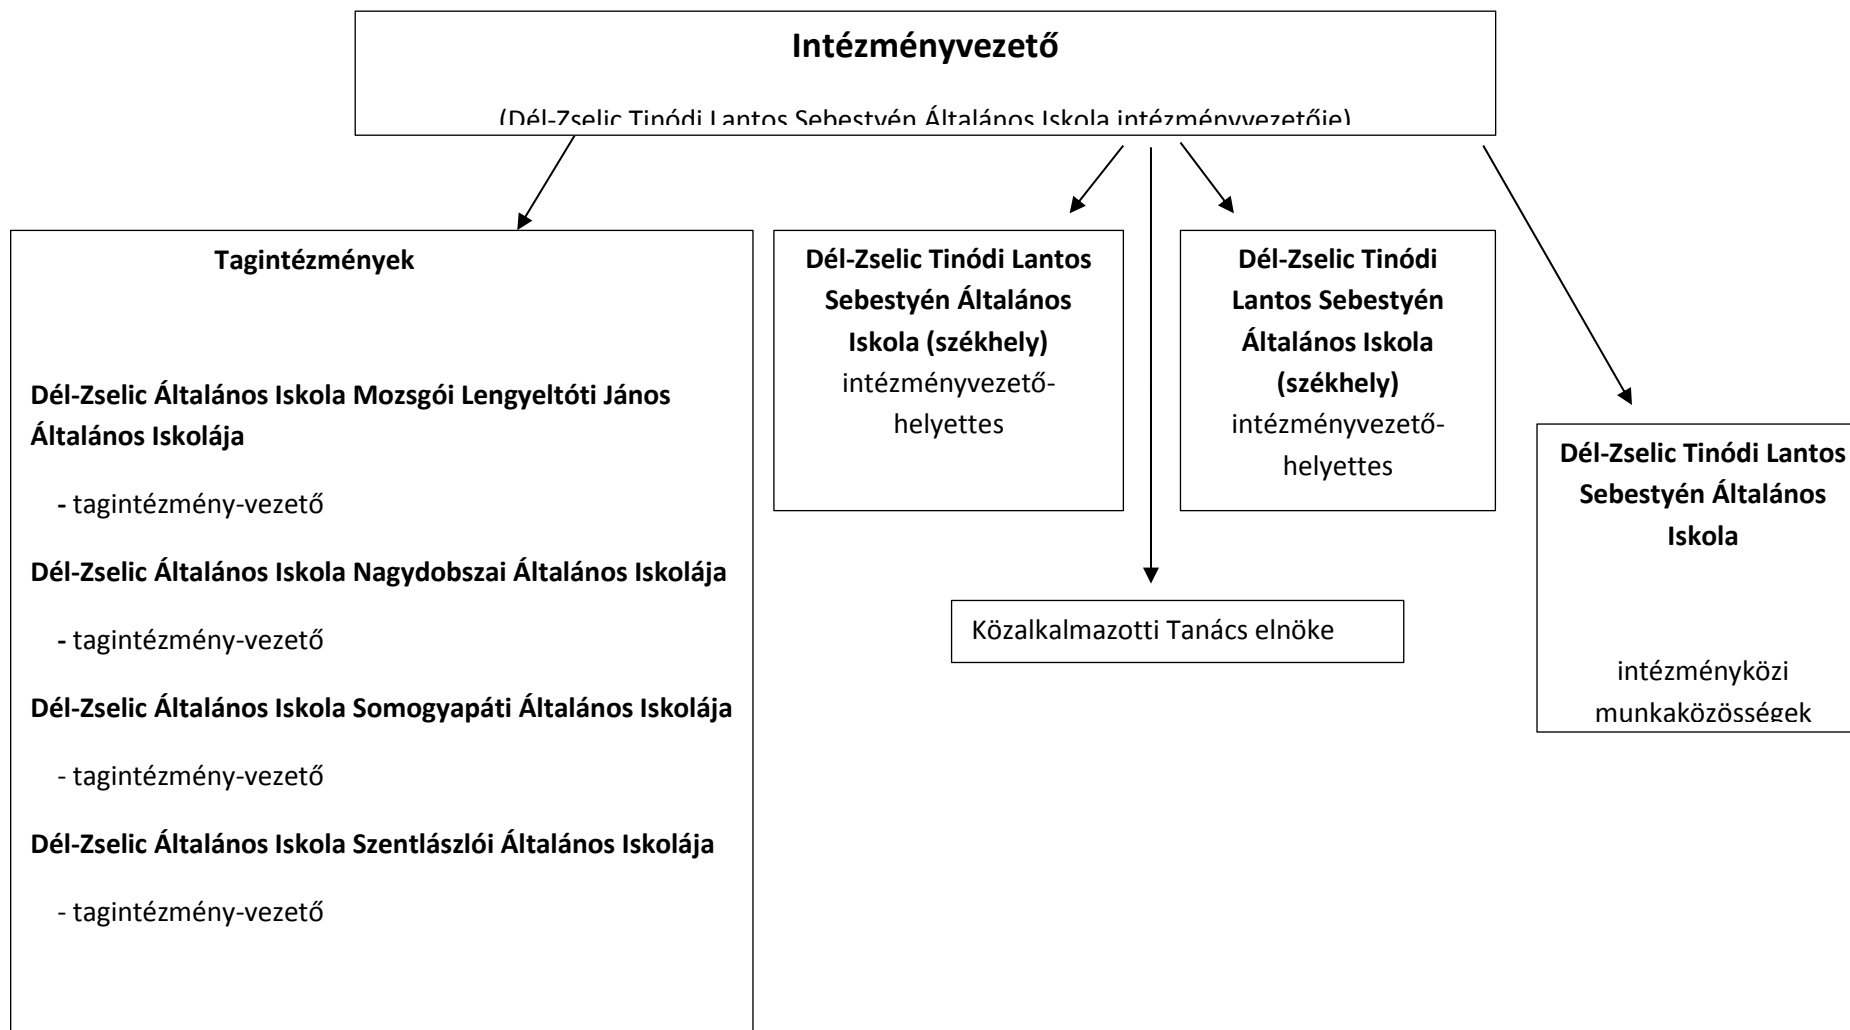 Intézményvezető
(Dél-Zselic Tinódi Lantos Sebestyén Általános Iskola intézményvezetője)
Tagintézmények
Dél-Zselic Általános Iskola Mozsgói Lengyeltóti János
Általános Iskolája
- tagintézmény-vezető
Dél-Zselic Általános Iskola Nagydobszai Általános Iskolája
- tagintézmény-vezető
Dél-Zselic Általános Iskola Somogyapáti Általános Iskolája
- tagintézmény-vezető
Dél-Zselic Általános Iskola Szentlászlói Általános Iskolája
- tagintézmény-vezető
Dél-Zselic Tinódi Lantos
Sebestyén Általános
Iskola (székhely)
intézményvezető-
helyettes
Dél-Zselic Tinódi
Lantos Sebestyén
Általános Iskola
(székhely)
intézményvezető-
helyettes
Közalkalmazotti Tanács elnöke
Dél-Zselic Tinódi Lantos
Sebestyén Általános
Iskola
intézményközi
munkaközösségek